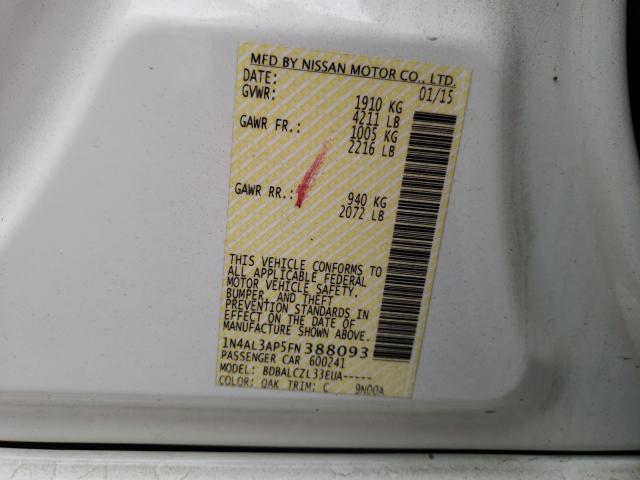 MFD BY NISSAN MOTOR CO., LTD.
DATE: 01/15
GVWR: 1910 KG
4211 LB
GAWR FR.: 1005 KG
2216 LB
GAWR RR.: 940 KG
2072 LB
THIS VEHICLE CONFORMS TO
ALL APPLICABLE FEDERAL
MOTOR VEHICLE SAFETY,
BUMPER, AND THEFT
PREVENTION STANDARDS IN
EFFECT ON THE DATE OF
MANUFACTURE SHOWN ABOVE.
1N4AL3AP5FN388093
PASSENGER CAR 600241
MODEL: BDBALCZL33EUA-----
COLOR: QAK TRIM: C 9N00A